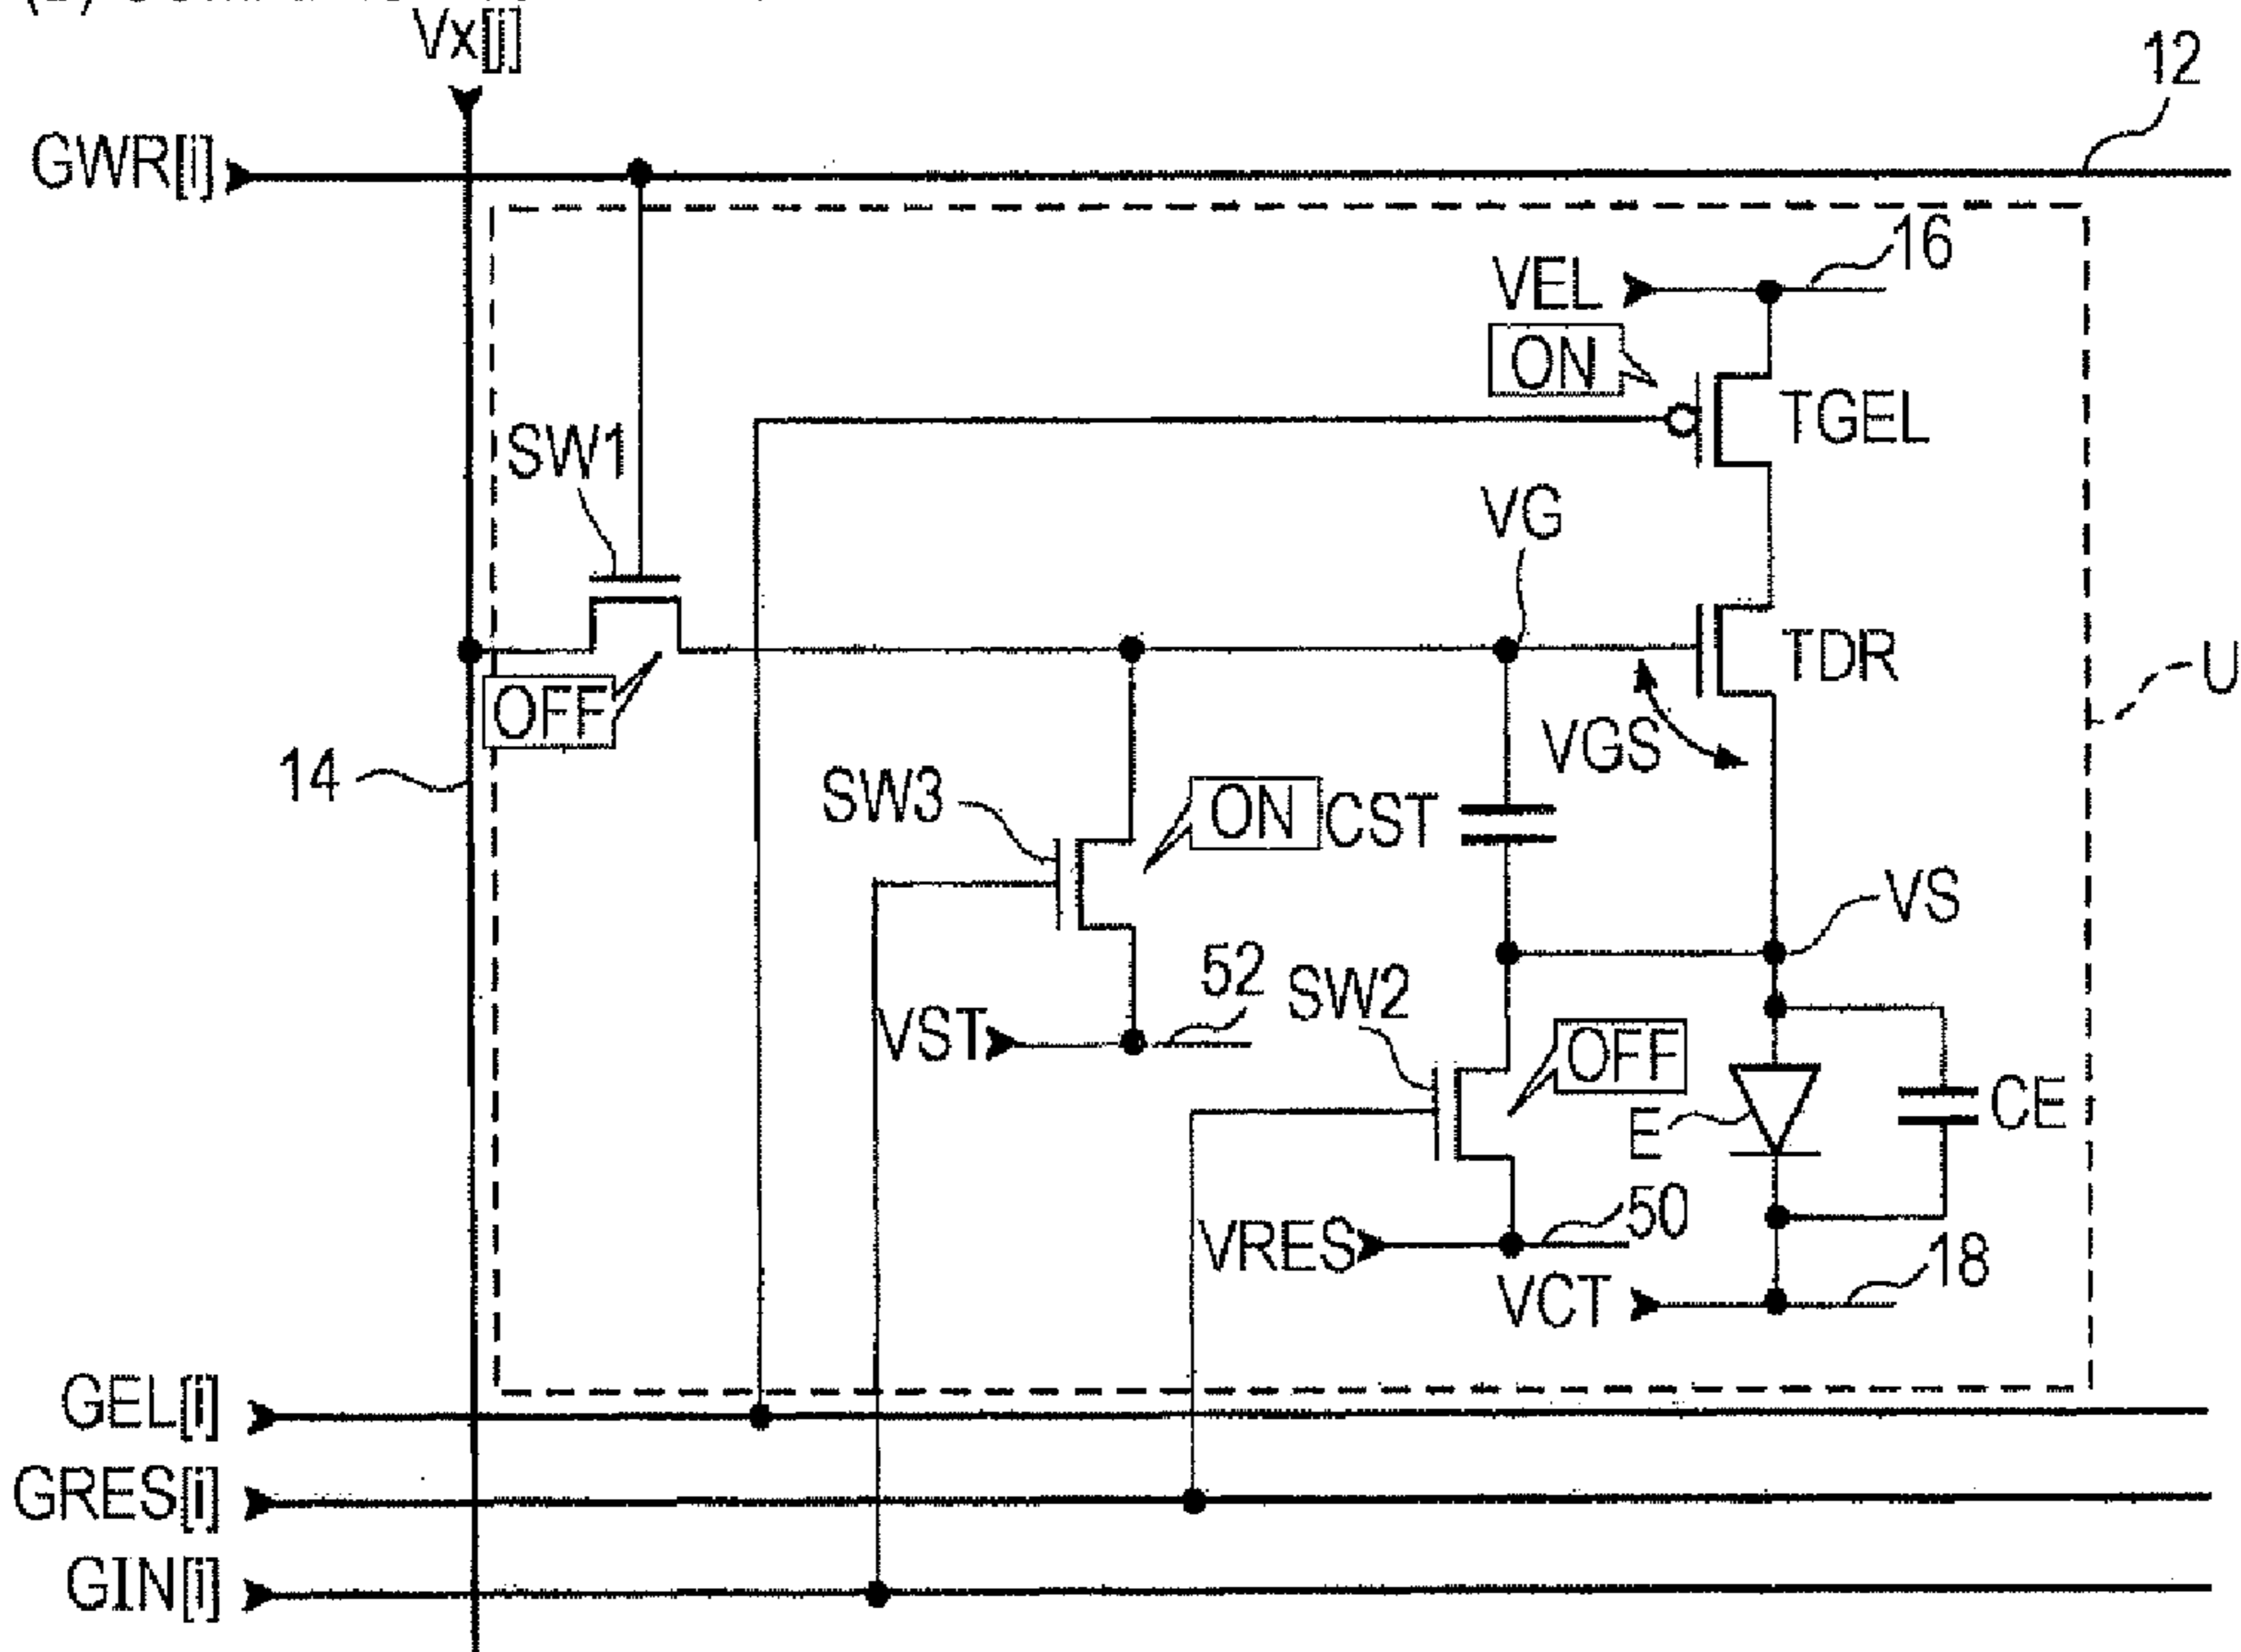 Vx[j]
12
GWR[i]
16
VEL
ON
TGEL
SW1
VG
TDR
U
OFF
VGS
14
SW3
ON
CST
VS
52
SW2
VST
OFF
CE
E
50
VRES
18
VCT
GEL[i]
GRES[i]
GIN[i]